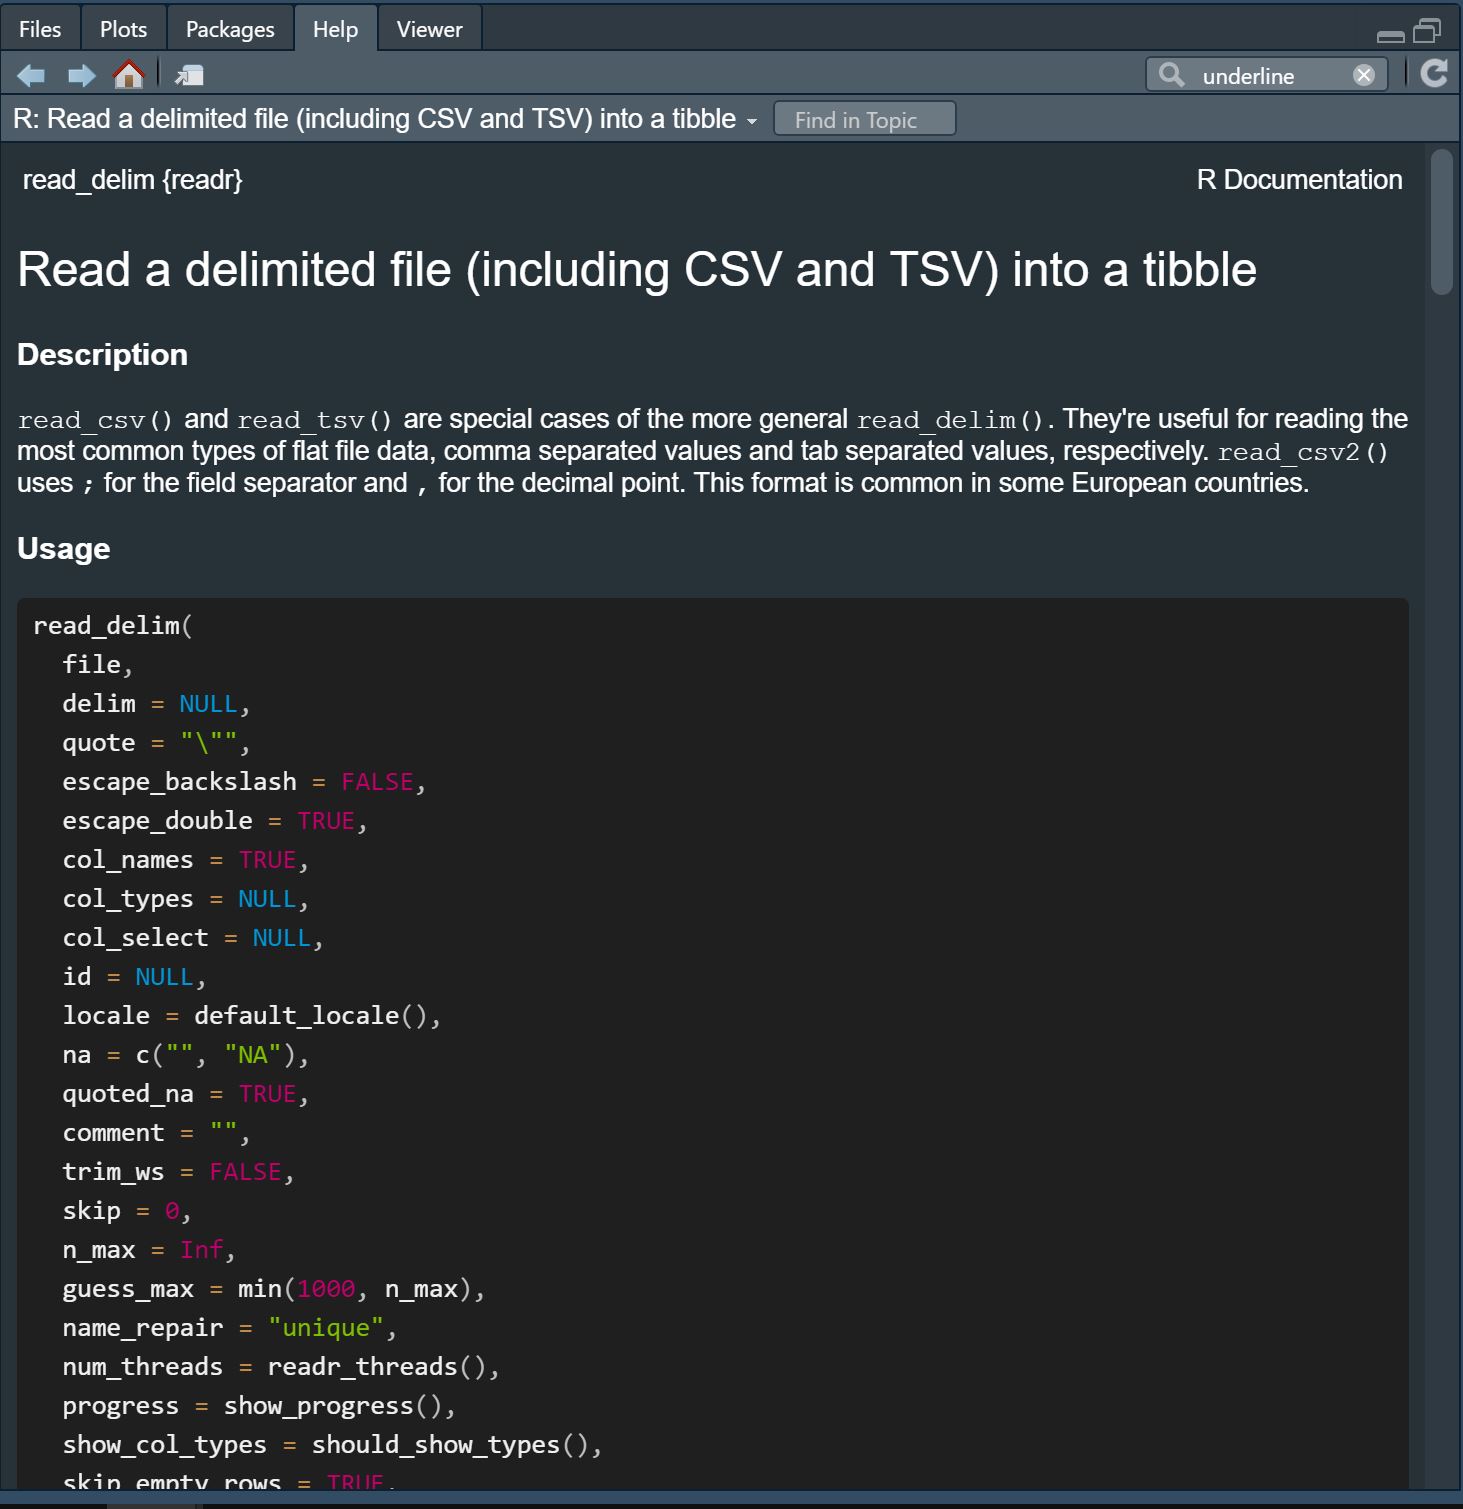 Files Plots Packages Help Viewer
underline
R: Read a delimited file (including CSV and TSV) into a tibble Find in Topic
read_delim {readr} R Documentation
Read a delimited file (including CSV and TSV) into a tibble
Description
read_csv() and read_tsv() are special cases of the more general read_delim(). They're useful for reading the
most common types of flat file data, comma separated values and tab separated values, respectively. read_csv2()
uses ; for the field separator and , for the decimal point. This format is common in some European countries.
Usage
read_delim(
  file,
  delim = NULL,
  quote = "\"",
  escape_backslash = FALSE,
  escape_double = TRUE,
  col_names = TRUE,
  col_types = NULL,
  col_select = NULL,
  id = NULL,
  locale = default_locale(),
  na = c("", "NA"),
  quoted_na = TRUE,
  comment = "",
  trim_ws = FALSE,
  skip = 0,
  n_max = Inf,
  guess_max = min(1000, n_max),
  name_repair = "unique",
  num_threads = readr_threads(),
  progress = show_progress(),
  show_col_types = should_show_types(),
  skip_empty_rows = TRUE,